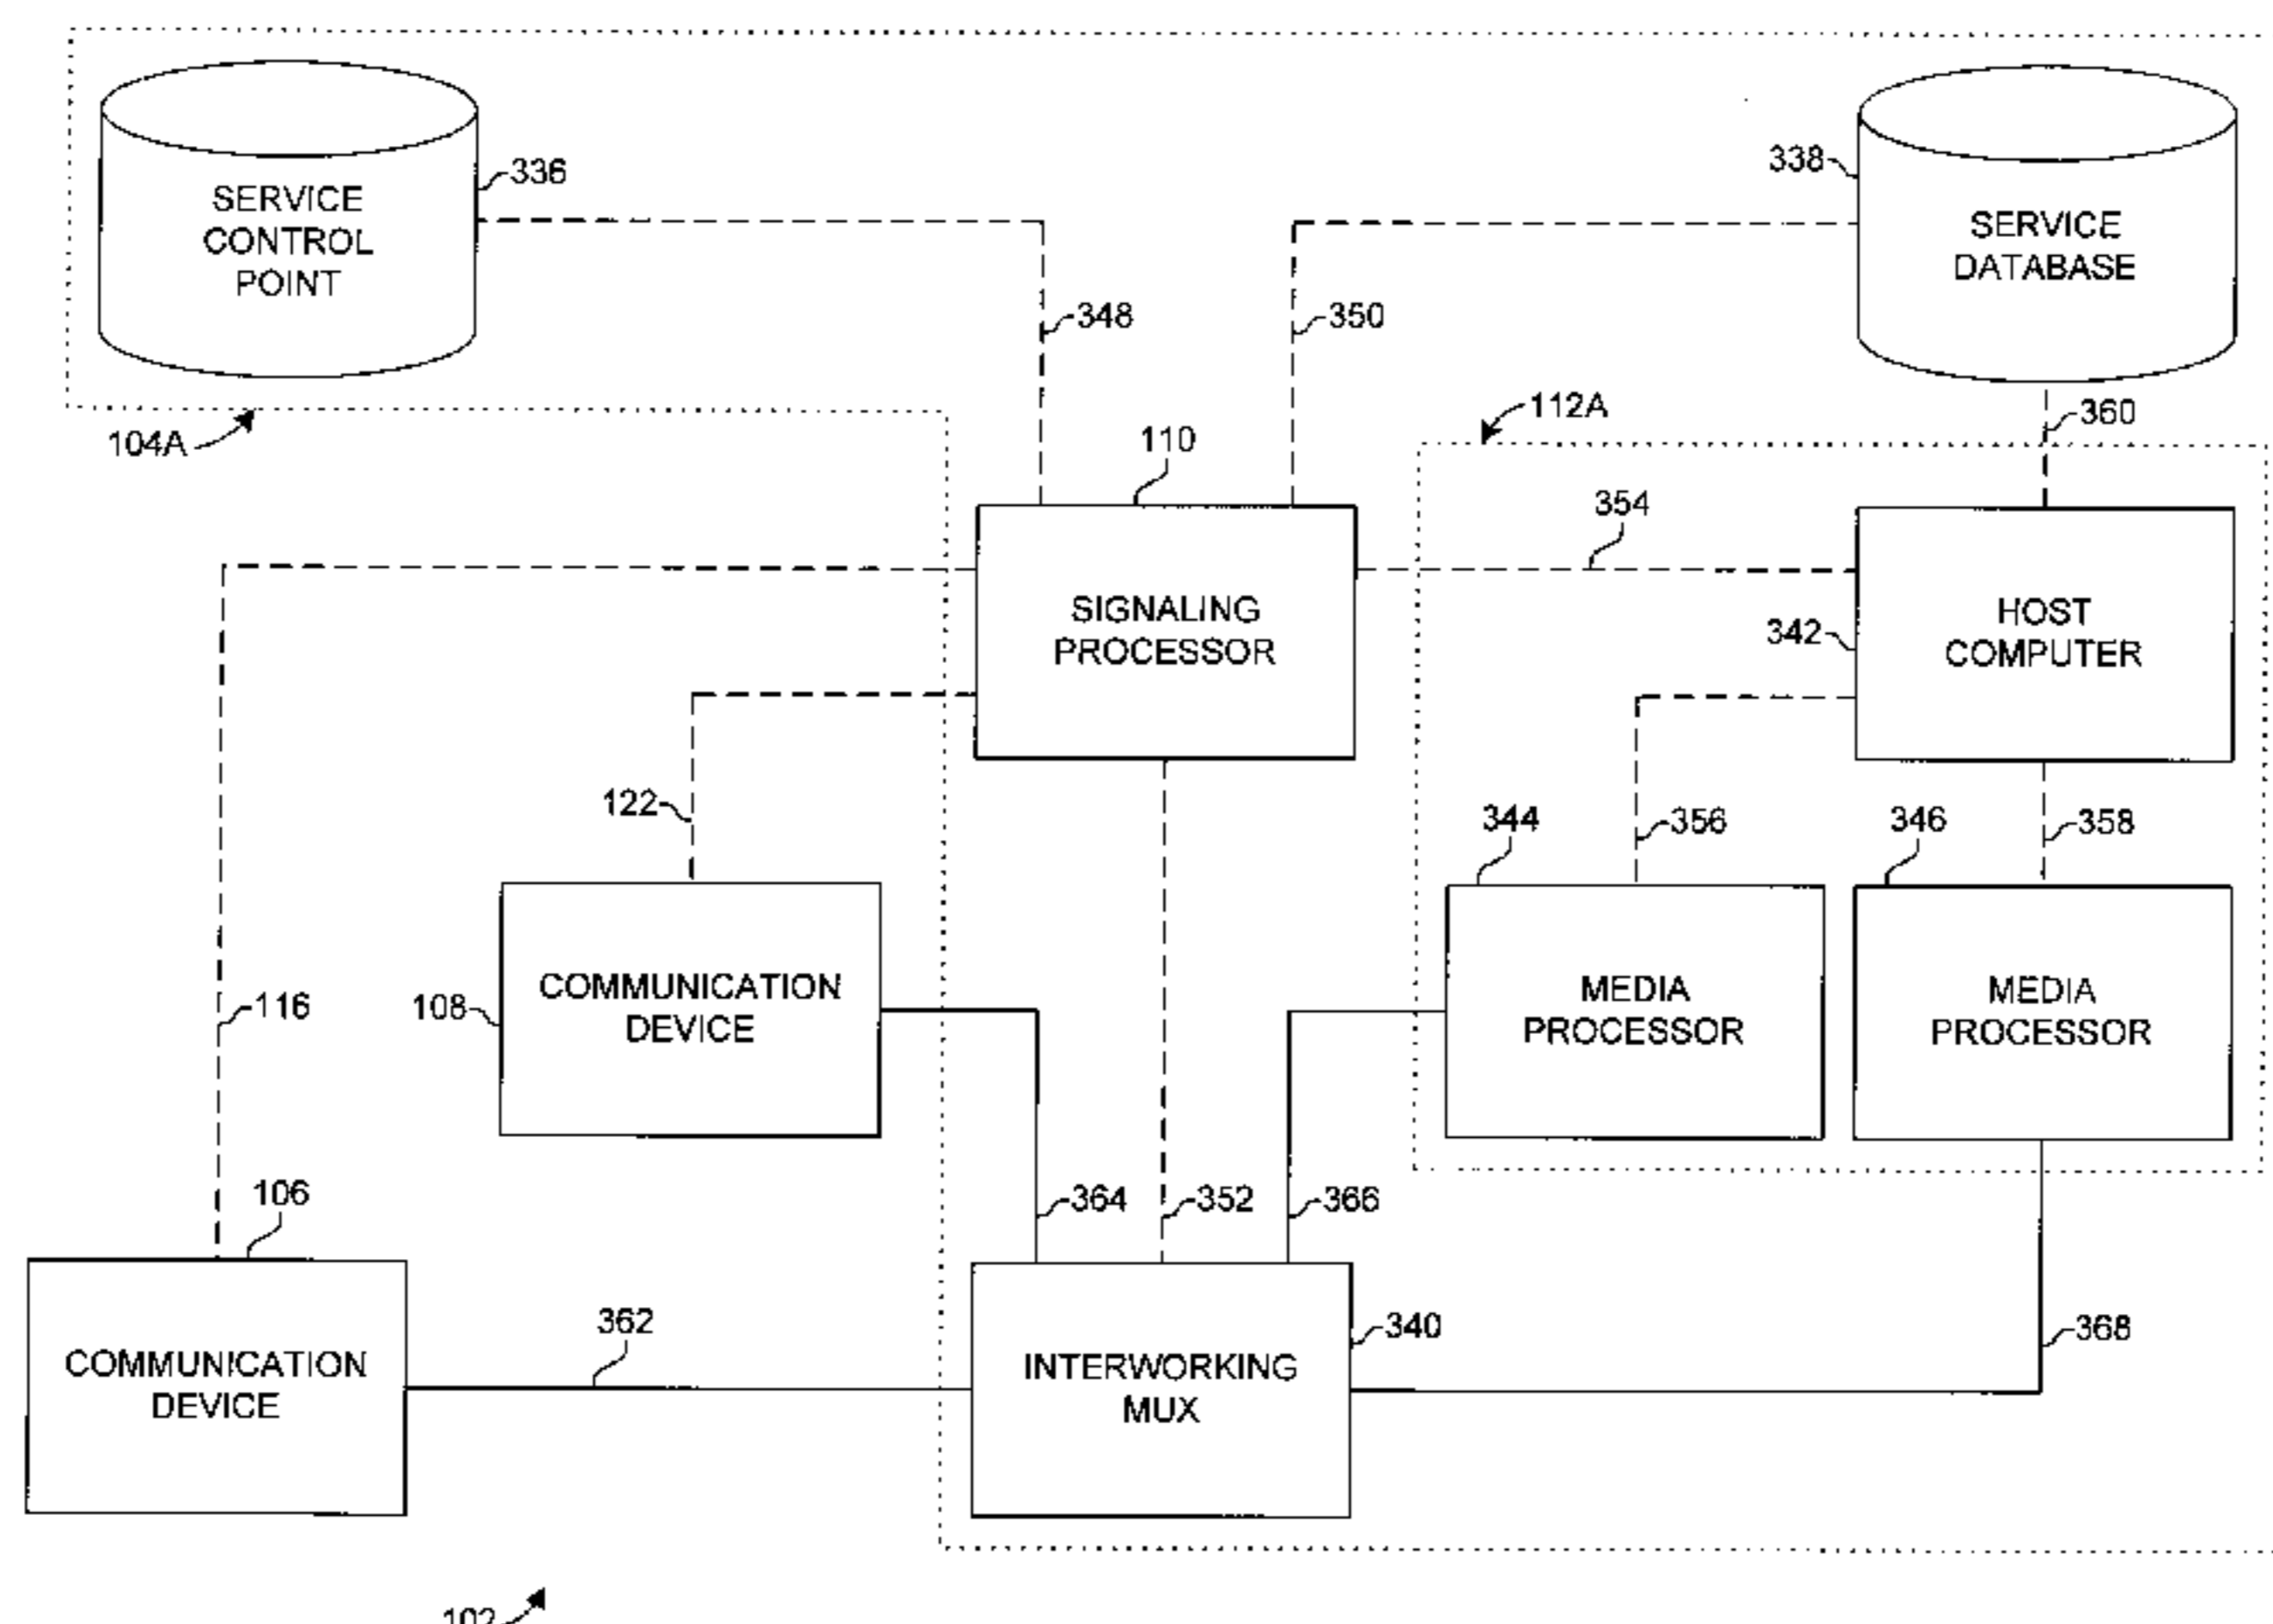 336
SERVICE
CONTROL
POINT
338
SERVICE
DATABASE
348
350
104A
112A
360
110
354
SIGNALING
PROCESSOR
342
HOST
COMPUTER
122
344
356
346
358
116
108
COMMUNICATION
DEVICE
MEDIA
PROCESSOR
MEDIA
PROCESSOR
106
364
352
366
362
340
368
COMMUNICATION
DEVICE
INTERWORKING
MUX
102